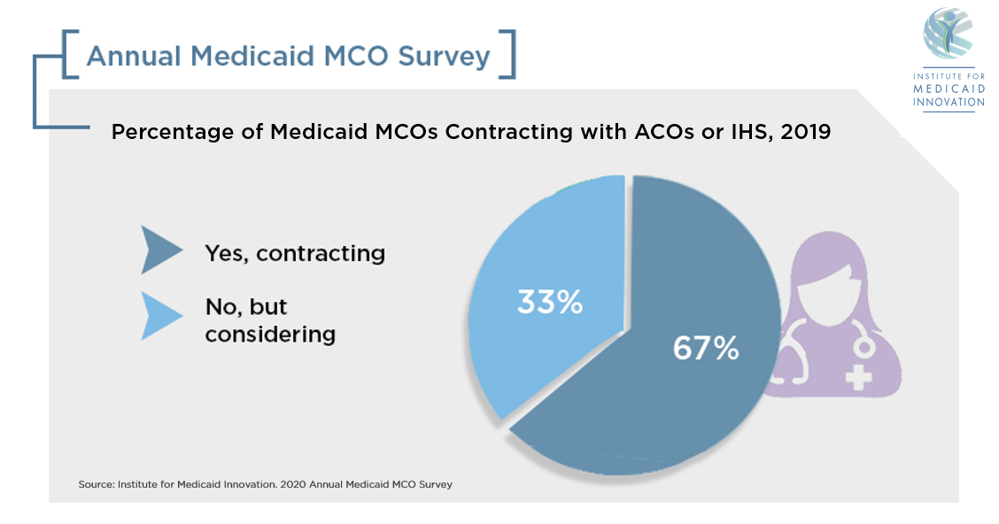 Annual Medicaid MCO Survey
INSTITUTE FOR
MEDICAID
INNOVATION
Percentage of Medicaid MCOs Contracting with ACOs or IHS, 2019
Yes, contracting
No, but
considering
33%
67%
Source: Institute for Medicaid Innovation. 2020 Annual Medicaid MCO Survey